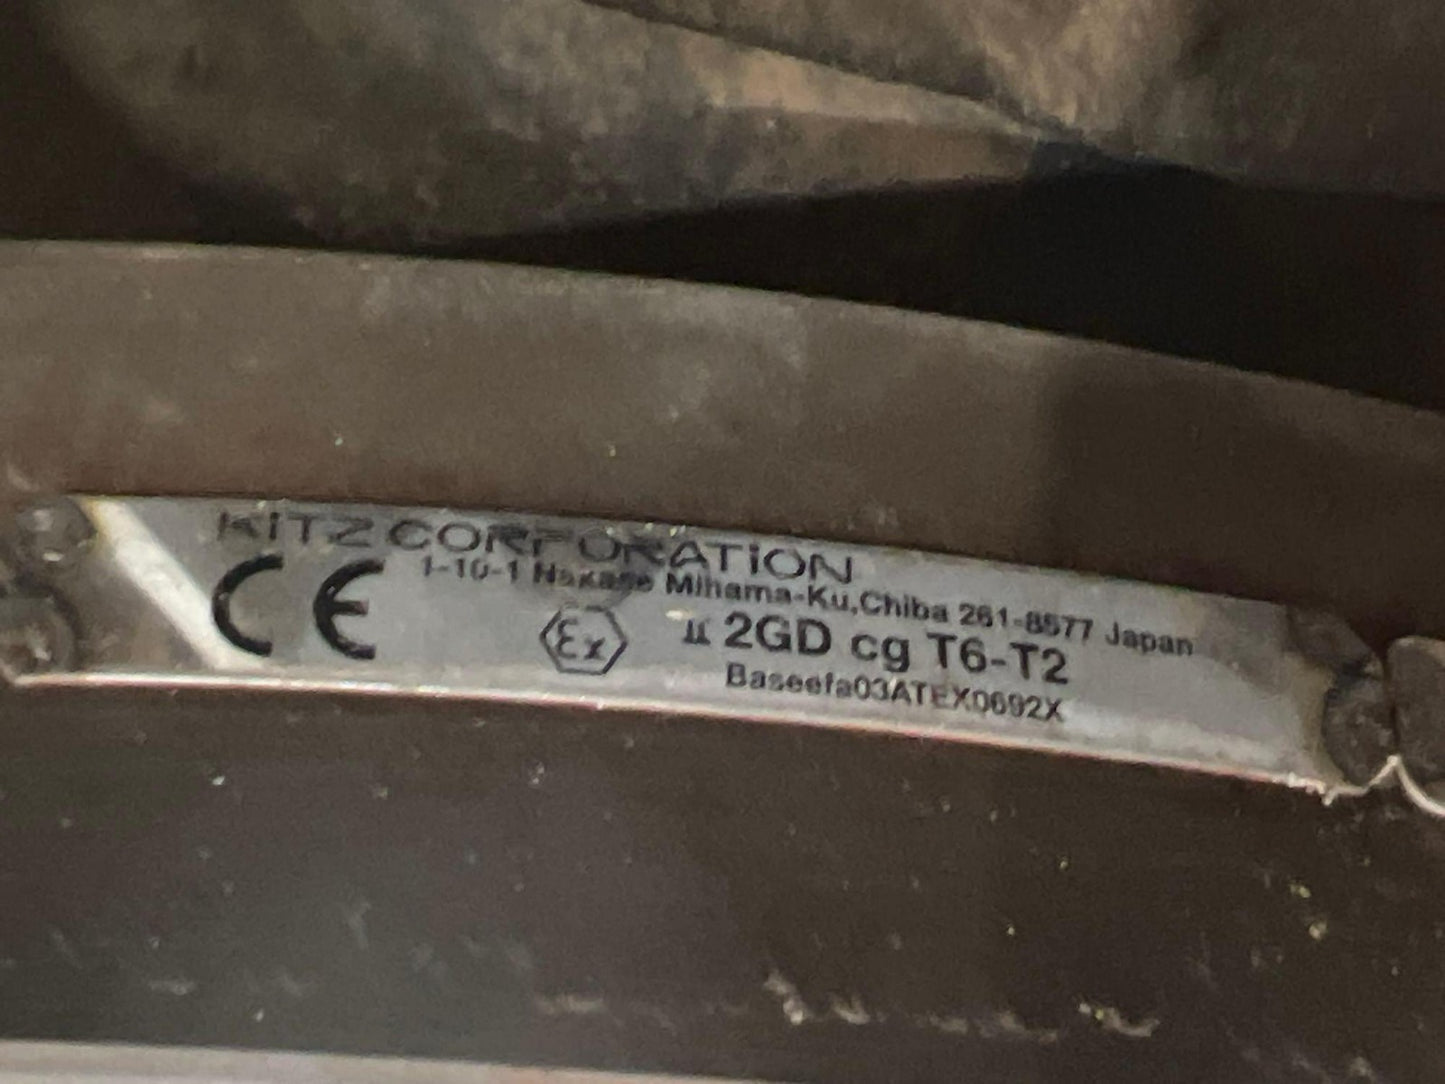 KITZ CORPORATION
1-10-1 Nakase Mihama-Ku,Chiba 261-8577 Japan
CE Ex II 2GD cg T6-T2
Baseefa03ATEX0692X